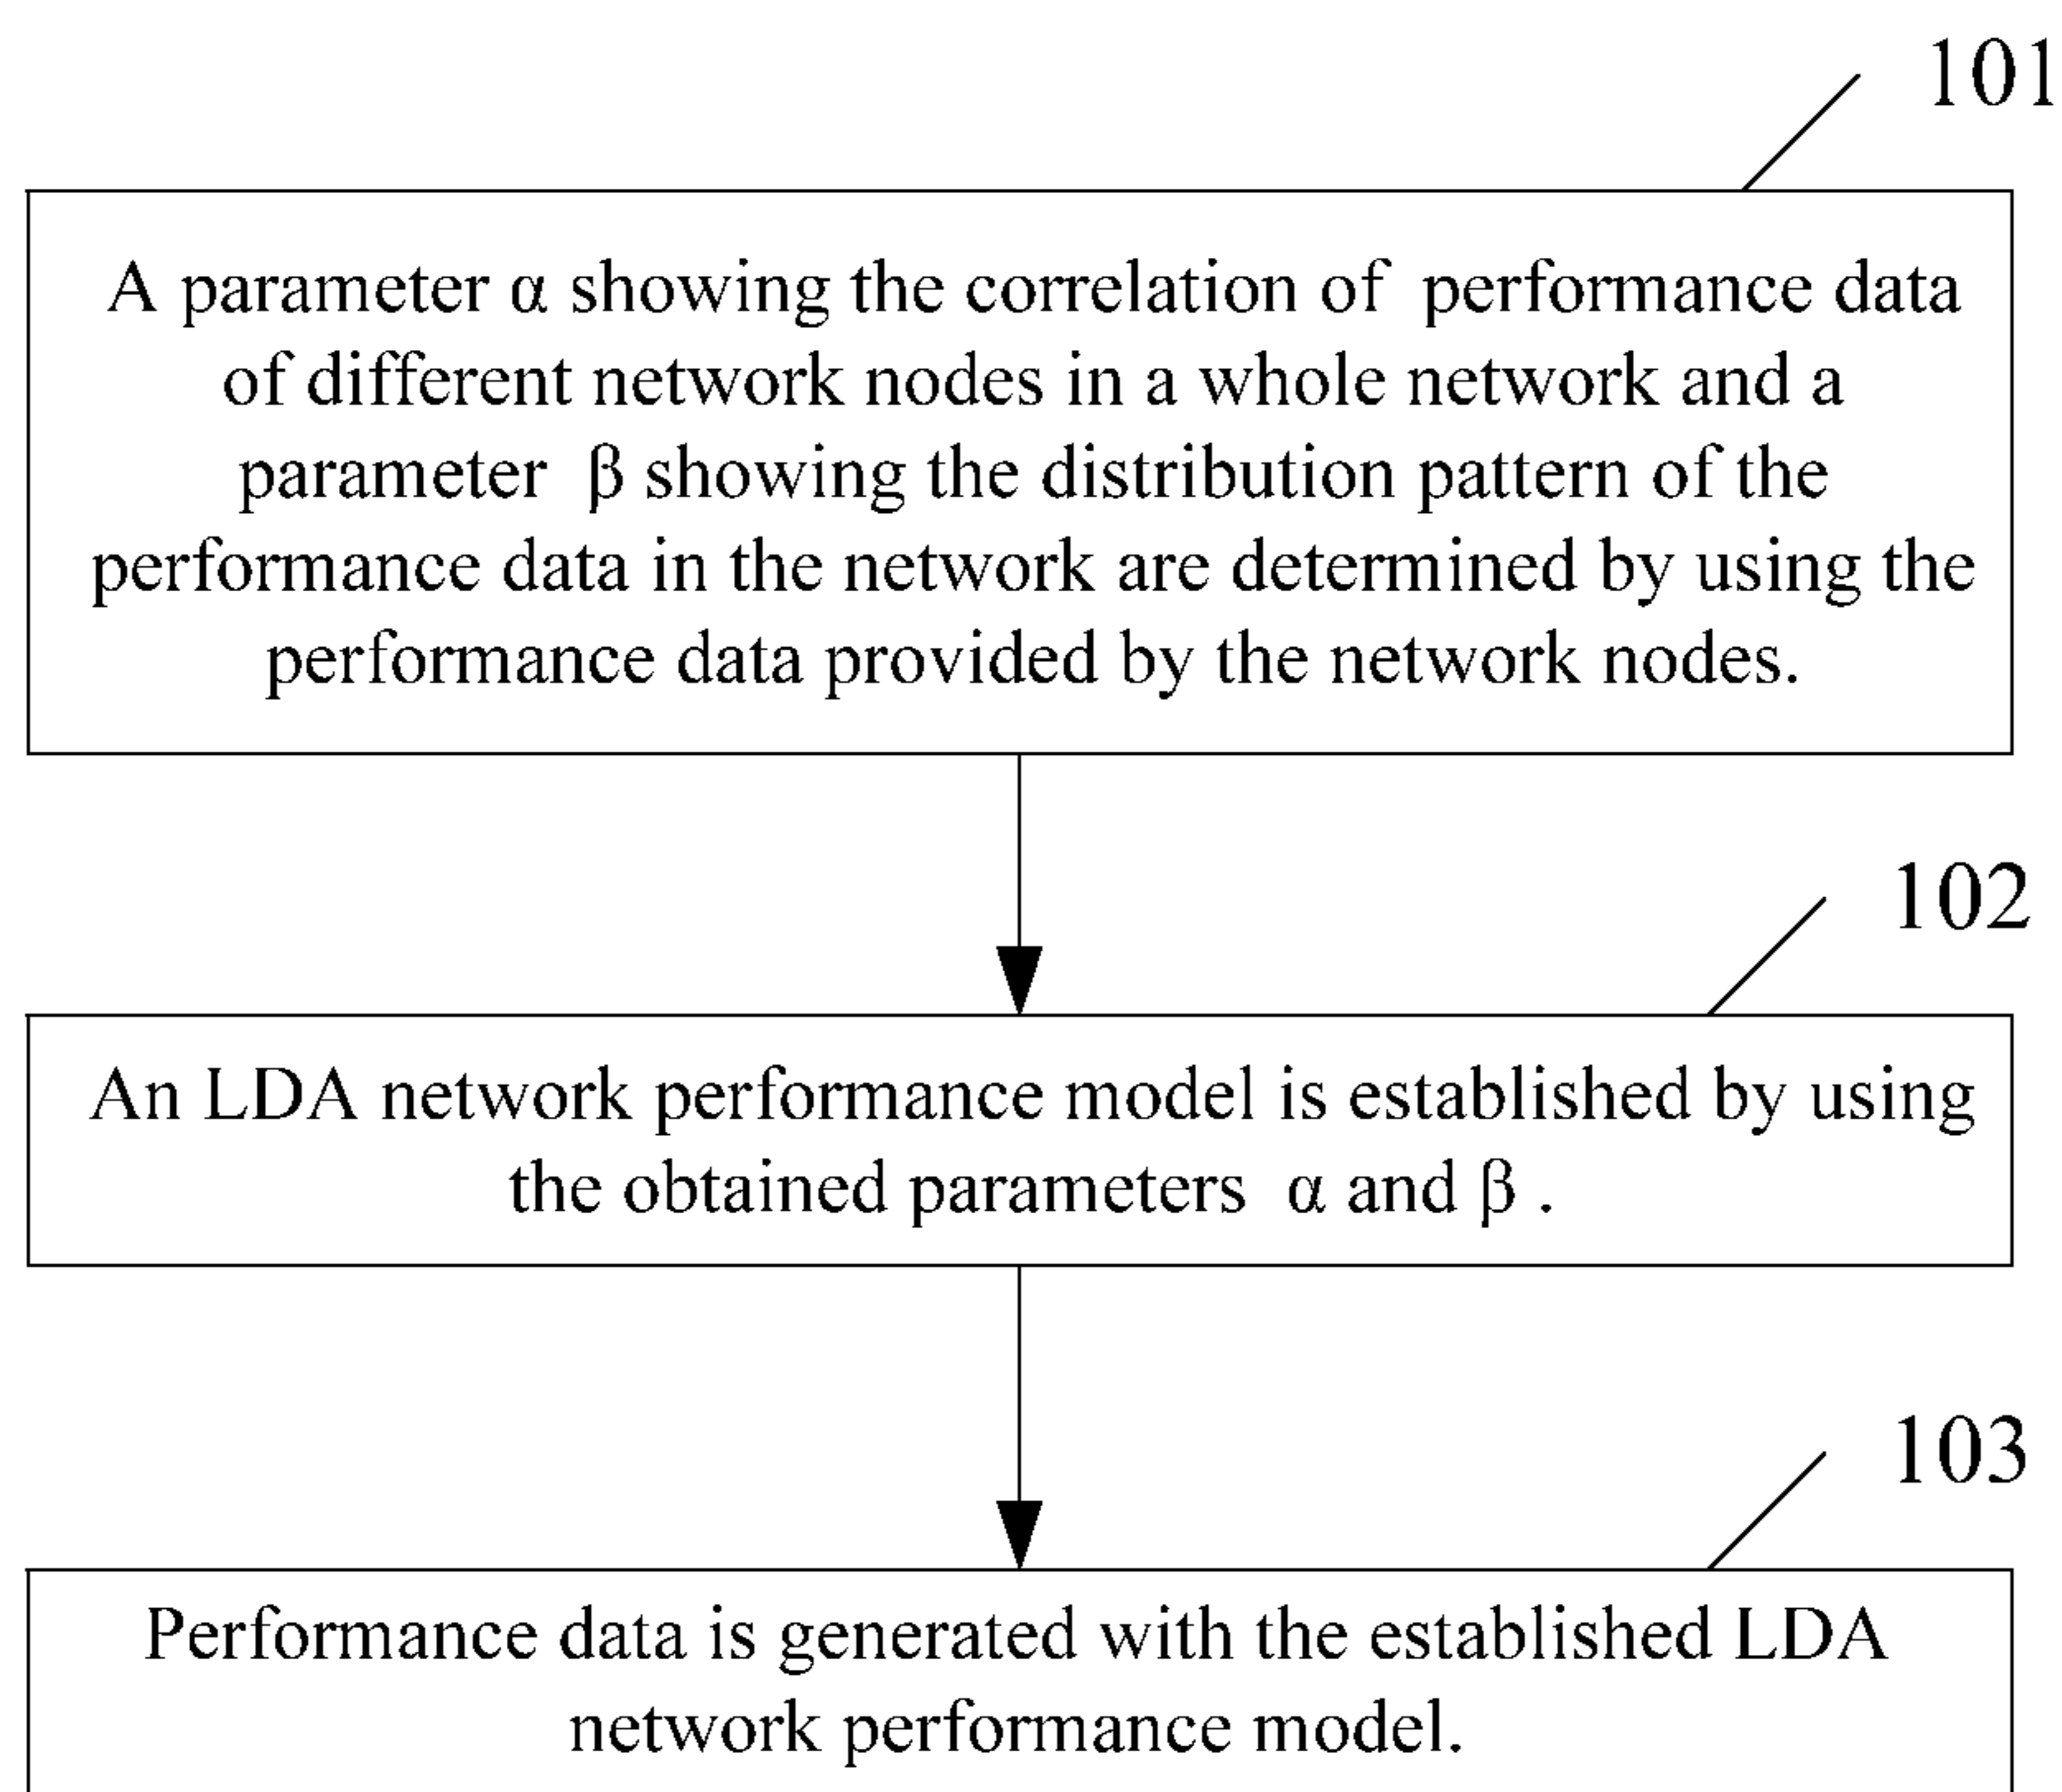 101
A parameter α showing the correlation of performance data
of different network nodes in a whole network and a
parameter β showing the distribution pattern of the
performance data in the network are determined by using the
performance data provided by the network nodes.
102
An LDA network performance model is established by using
the obtained parameters α and β .
103
Performance data is generated with the established LDA
network performance model.